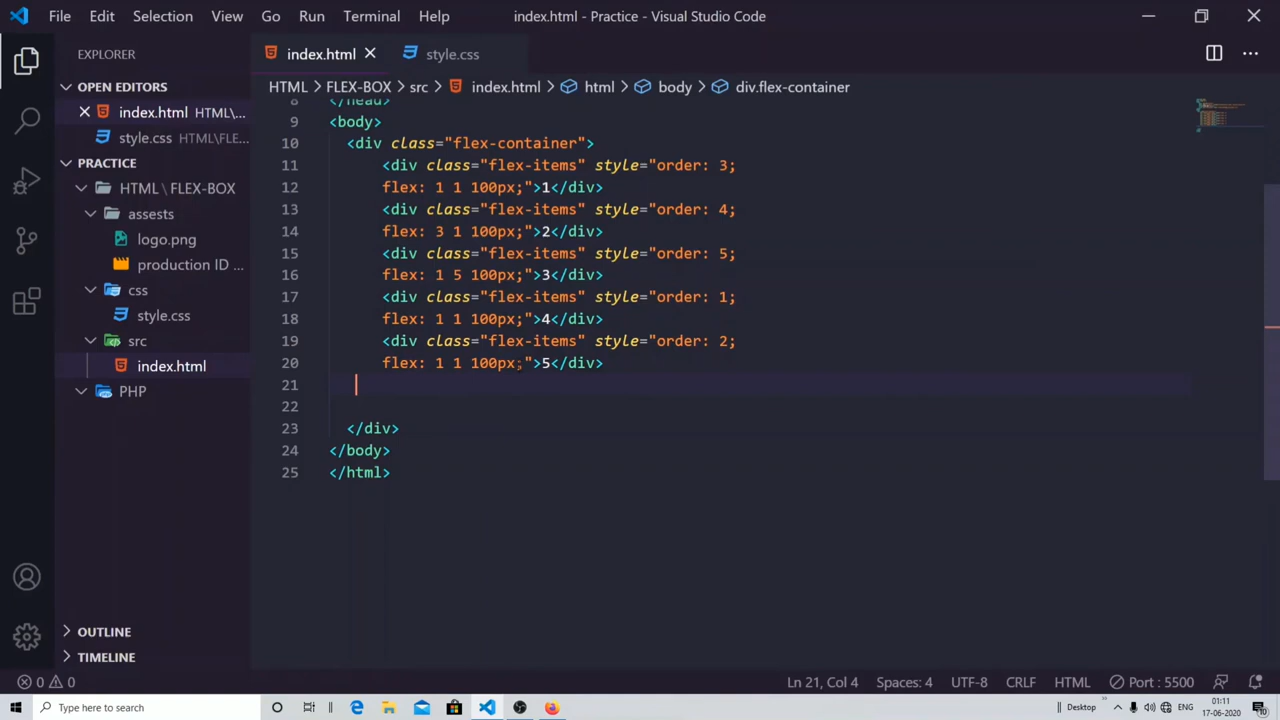 File Edit Selection View Go Run Terminal Help index.html - Practice - Visual Studio Code
EXPLORER
OPEN EDITORS
index.html HTML\...
style.css HTML\FLE...
PRACTICE
HTML \ FLEX-BOX
assests
logo.png
production ID ...
css
style.css
src
index.html
PHP
OUTLINE
TIMELINE
index.html style.css
HTML > FLEX-BOX > src > index.html > html > body > div.flex-container
8 </head>
9 <body>
10 <div class="flex-container">
11 <div class="flex-items" style="order: 3;
12 flex: 1 1 100px;">1</div>
13 <div class="flex-items" style="order: 4;
14 flex: 3 1 100px;">2</div>
15 <div class="flex-items" style="order: 5;
16 flex: 1 5 100px;">3</div>
17 <div class="flex-items" style="order: 1;
18 flex: 1 1 100px;">4</div>
19 <div class="flex-items" style="order: 2;
20 flex: 1 1 100px;">5</div>
21
22
23 </div>
24 </body>
25 </html>
0 0 Ln 21, Col 4 Spaces: 4 UTF-8 CRLF HTML Port : 5500
Type here to search Desktop ENG 01:11
17-06-2020
10